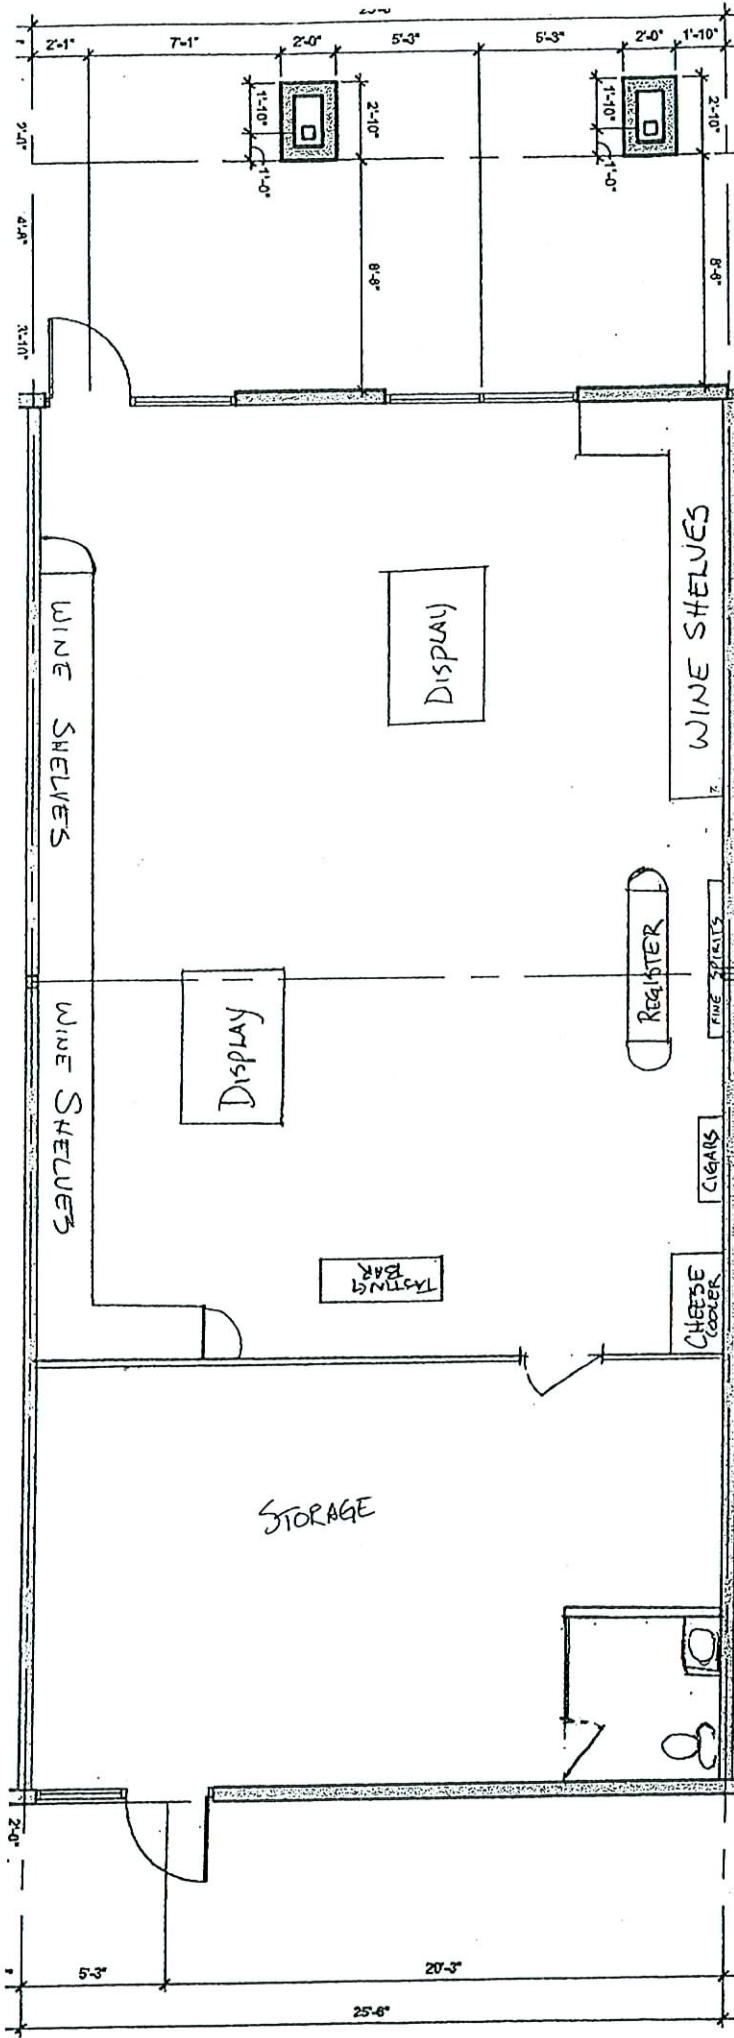 2'-1"
7'-1"
2'-0"
5'-3"
5'-3"
2'-0"
1'-10"
1'-10"
2'-10"
1'-0"
1'-10"
2'-10"
1'-0"
8'-8"
8'-8"
WINE SHELVES
WINE SHELVES
DISPLAY
REGISTER
FINE SPIRITS
DISPLAY
WINE SHELVES
CIGARS
TASTING
BAR
CHEESE
COOLER
STORAGE
2'-0"
5'-3"
20'-3"
25'-6"